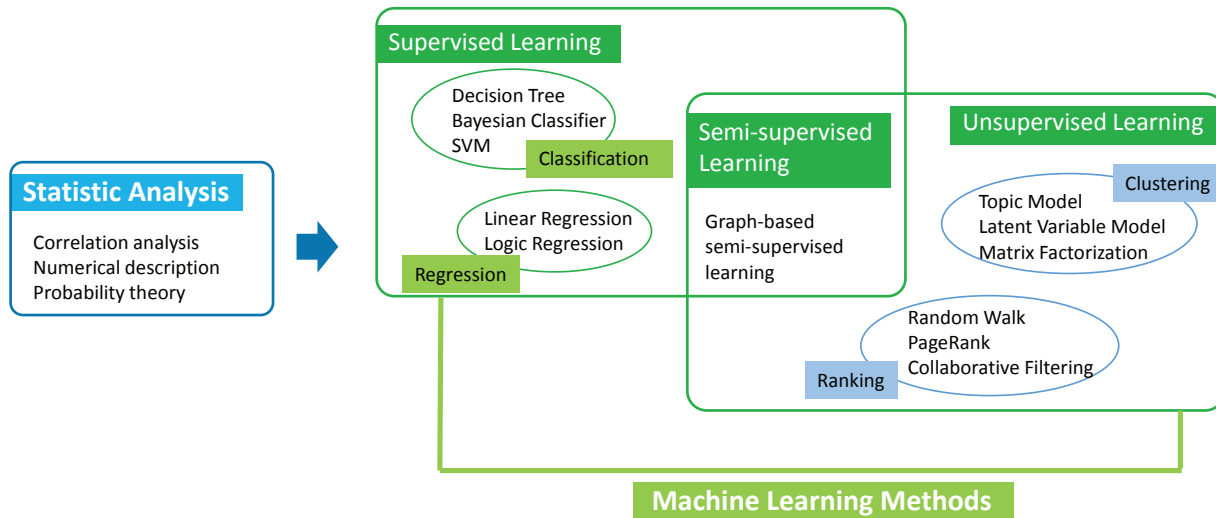 Statistic Analysis
Correlation analysis
Numerical description
Probability theory
Supervised Learning
Decision Tree
Bayesian Classifier
SVM
Classification
Linear Regression
Logic Regression
Regression
Semi-supervised
Learning
Graph-based
semi-supervised
learning
Unsupervised Learning
Clustering
Topic Model
Latent Variable Model
Matrix Factorization
Random Walk
PageRank
Collaborative Filtering
Ranking
Machine Learning Methods